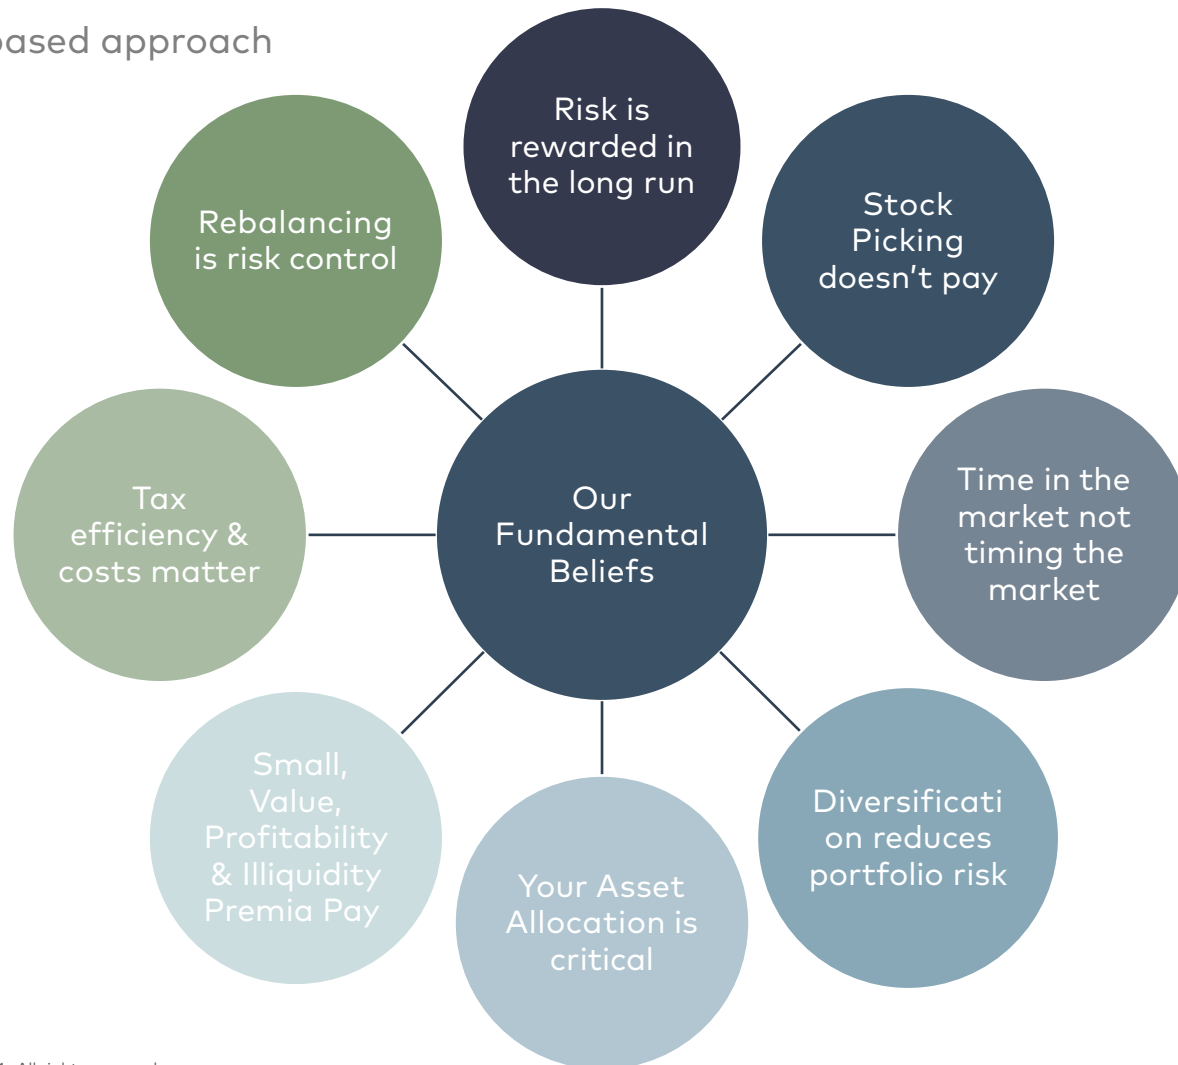 based approach
Risk is
rewarded in
the long run
Stock
Picking
doesn't pay
Time in the
market not
timing the
market
Diversificati
on reduces
portfolio risk
Your Asset
Allocation is
critical
Small,
Value,
Profitability
& Illiquidity
Premia Pay
Tax
efficiency &
costs matter
Rebalancing
is risk control
Our
Fundamental
Beliefs